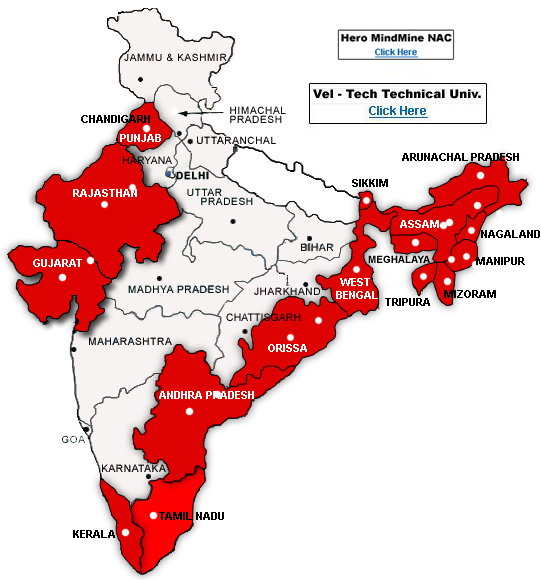 Hero MindMine NAC
Click Here
JAMMU & KASHMIR
Vel - Tech Technical Univ.
Click Here
CHANDIGARH
HIMACHAL
PRADESH
PUNJAB
UTTARANCHAL
HARYANA
ARUNACHAL PRADESH
DELHI
SIKKIM
RAJASTHAN
UTTAR
PRADESH
ASSAM
NAGALAND
BIHAR
GUJARAT
MEGHALAYA
MANIPUR
WEST
BENGAL
MADHYA PRADESH
JHARKHAND
MIZORAM
TRIPURA
CHATTISGARH
MAHARASHTRA
ORISSA
ANDHRA PRADESH
GOA
KARNATAKA
TAMIL NADU
KERALA